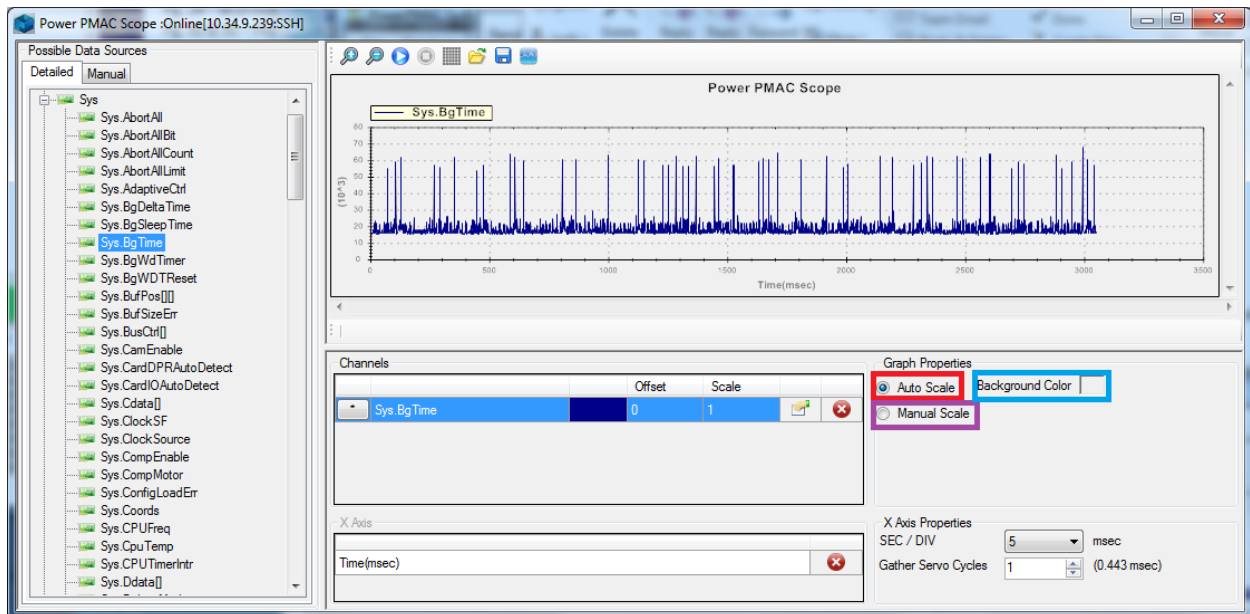 Power PMAC Scope :Online[10.34.9.239:SSH]
Possible Data Sources
Detailed Manual
Sys
Sys.AbortAll
Sys.AbortAllBit
Sys.AbortAllCount
Sys.AbortAllLimit
Sys.AdaptiveCtrl
Sys.BgDeltaTime
Sys.BgSleepTime
Sys.BgTime
Sys.BgWdTimer
Sys.BgWDTReset
Sys.BufPos[][]
Sys.BufSizeErr
Sys.BusCtrl[]
Sys.CamEnable
Sys.CardDPRAutoDetect
Sys.CardIOAutoDetect
Sys.Cdata[]
Sys.ClockSF
Sys.ClockSource
Sys.CompEnable
Sys.CompMotor
Sys.ConfigLoadErr
Sys.Coords
Sys.CPUFreq
Sys.CpuTemp
Sys.CPUTimerIntr
Sys.Ddata[]
Power PMAC Scope
Sys.BgTime
(10^3)
80
70
60
50
40
30
20
10
0
0 500 1000 1500 2000 2500 3000 3500
Time(msec)
Channels
Offset Scale
Sys.BgTime 0 1
X Axis
Time(msec)
Graph Properties
Auto Scale Background Color
Manual Scale
X Axis Properties
SEC / DIV 5 msec
Gather Servo Cycles 1 (0.443 msec)